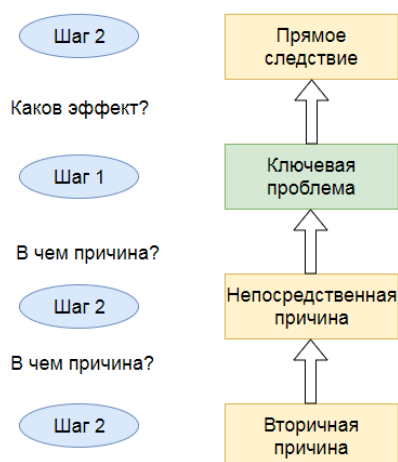 Шаг 2
Прямое
следствие
Каков эффект?
Шаг 1
Ключевая
проблема
В чем причина?
Шаг 2
Непосредственная
причина
В чем причина?
Шаг 2
Вторичная
причина